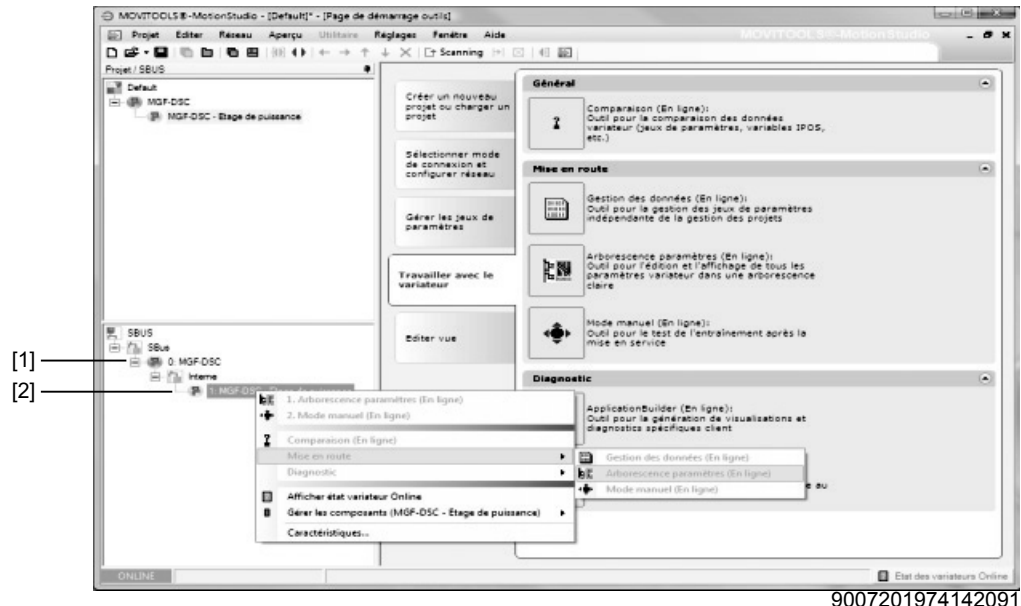 MOVITOOLS®-MotionStudio - [Default]* - [Page de démarrage outils]
Projet Editer Réseau Aperçu Utilitaire Réglages Fenêtre Aide
MOVITOOLS®-MotionStudio
Scanning
Projet / SBUS
Default
MGF-DSC
MGF-DSC - Etage de puissance
Créer un nouveau
projet ou charger un
projet
Sélectionner mode
de connexion et
configurer réseau
Gérer les jeux de
paramètres
Travailler avec le
variateur
Editer vue
Général
Comparaison (En ligne):
Outil pour la comparaison des données
variateur (jeux de paramètres, variables IPOS,
etc.)
Mise en route
Gestion des données (En ligne):
Outil pour la gestion des jeux de paramètres
indépendante de la gestion des projets
Arborescence paramètres (En ligne):
Outil pour l'édition et l'affichage de tous les
paramètres variateur dans une arborescence
claire
Mode manuel (En ligne):
Outil pour le test de l'entraînement après la
mise en service
Diagnostic
ApplicationBuilder (En ligne):
Outil pour la génération de visualisations et
diagnostics spécifiques client
au
SBUS
SBus
[1]
0: MGF-DSC
Interne
[2]
1: MGF-DSC - Etage de puissance
1. Arborescence paramètres (En ligne)
2. Mode manuel (En ligne)
Comparaison (En ligne)
Mise en route
Diagnostic
Afficher état variateur Online
Gérer les composants (MGF-DSC - Etage de puissance)
Caractéristiques...
Gestion des données (En ligne)
Arborescence paramètres (En ligne)
Mode manuel (En ligne)
ONLINE
Etat des variateurs Online
9007201974142091